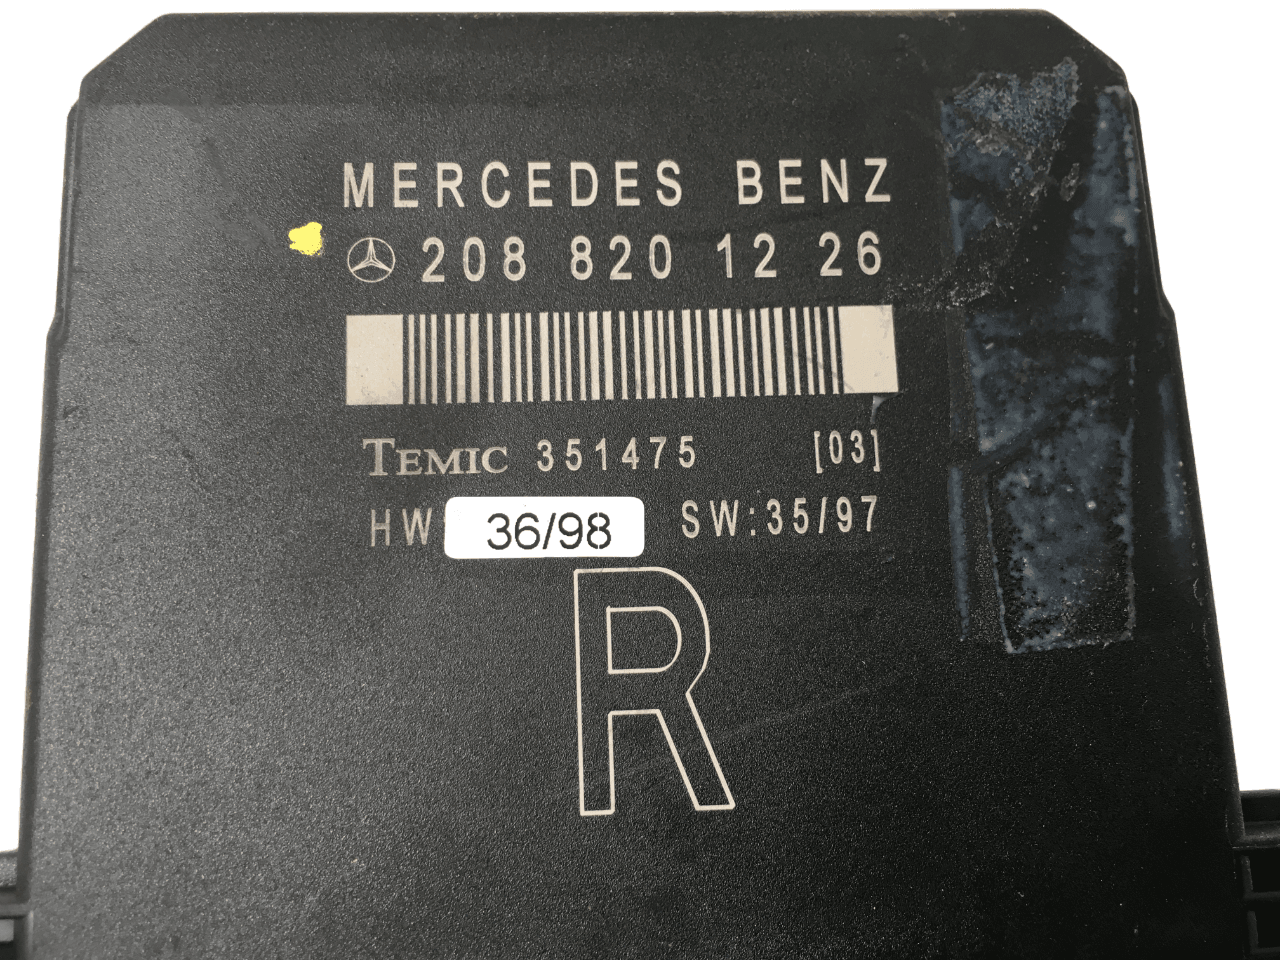 MERCEDES BENZ
208 820 12 26
TEMIC 351475 [03]
HW 36/98 SW:35/97
R